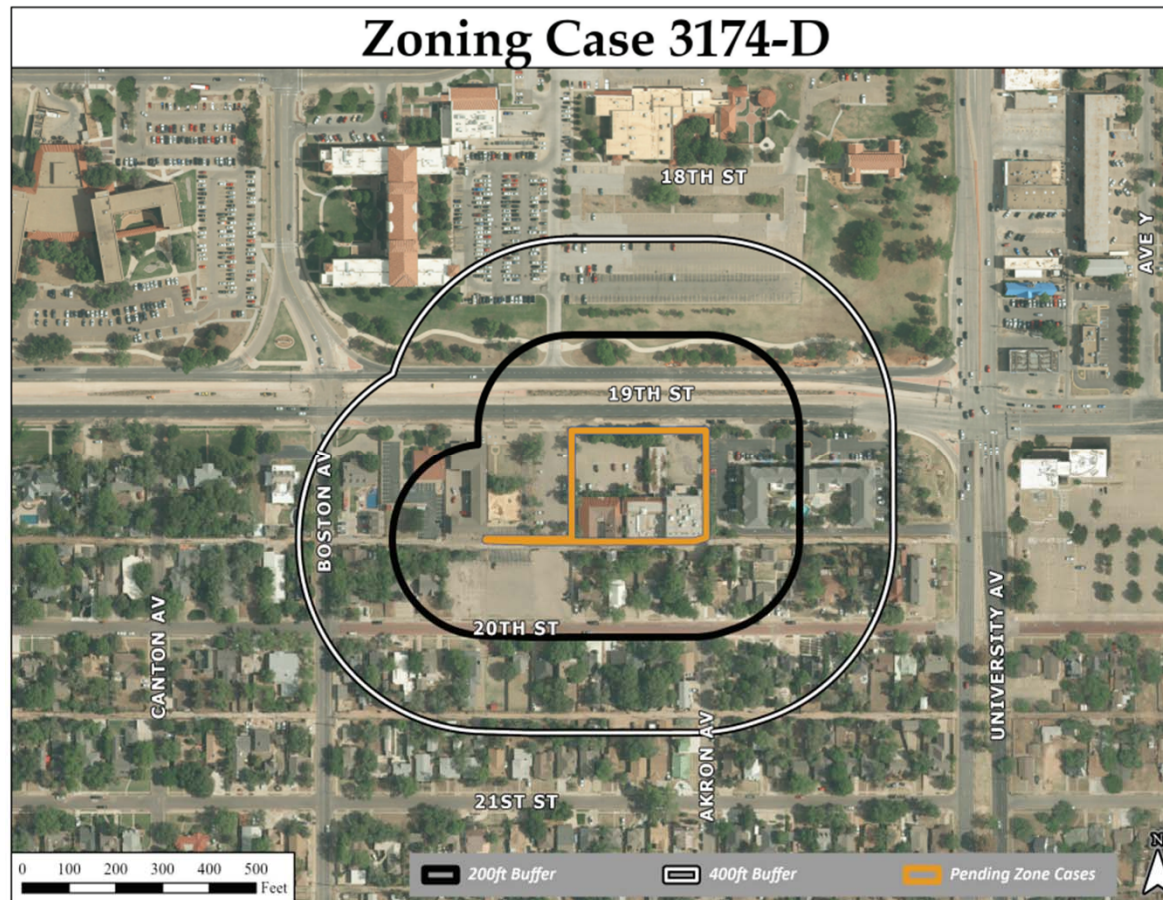 Zoning Case 3174-D
18TH ST
AVE Y
19TH ST
BOSTON AV
20TH ST
CANTON AV
UNIVERSITY AV
AKRON AV
21ST ST
0 100 200 300 400 500
Feet
200ft Buffer
400ft Buffer
Pending Zone Cases
N